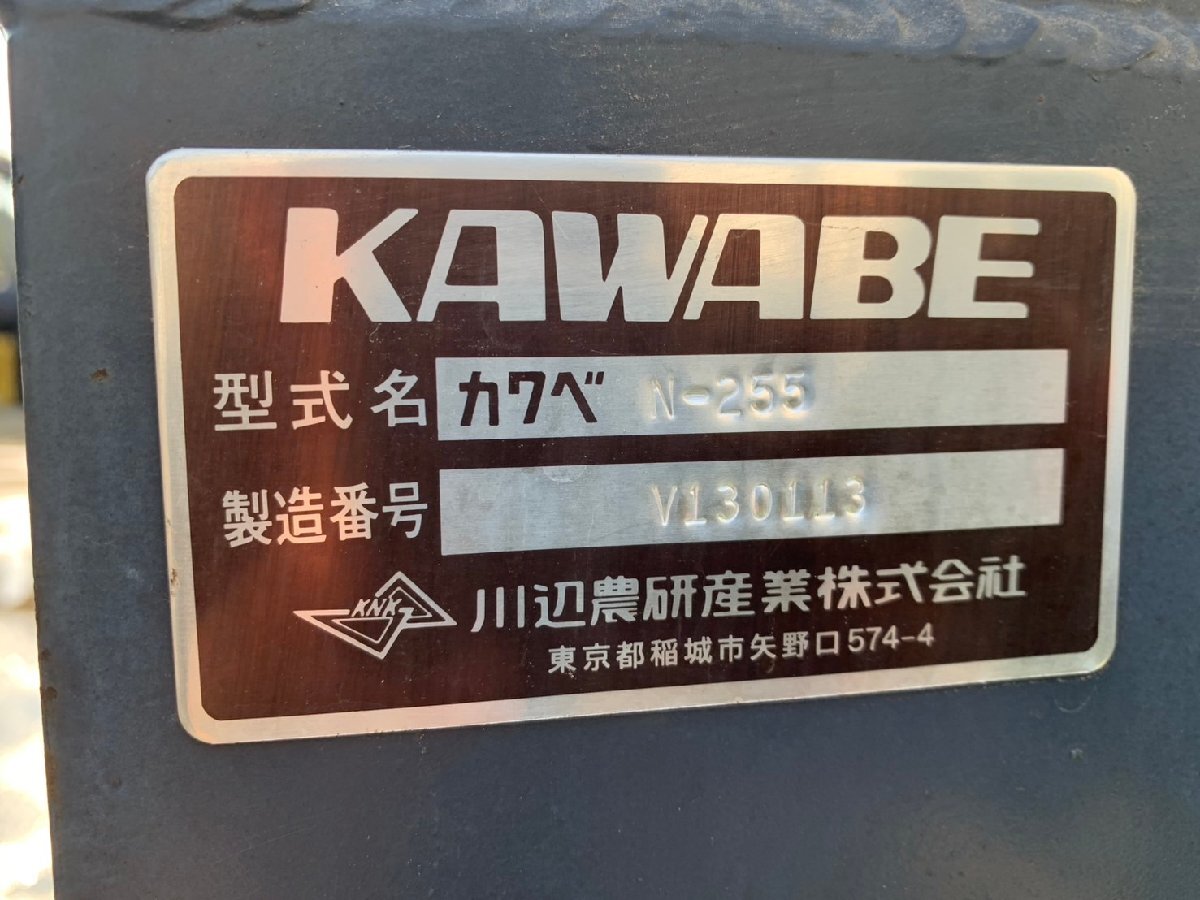 KAWABE
型式名 カワベ N-255
製造番号 V130113
KNK 川辺農研産業株式会社
東京都稲城市矢野口574-4